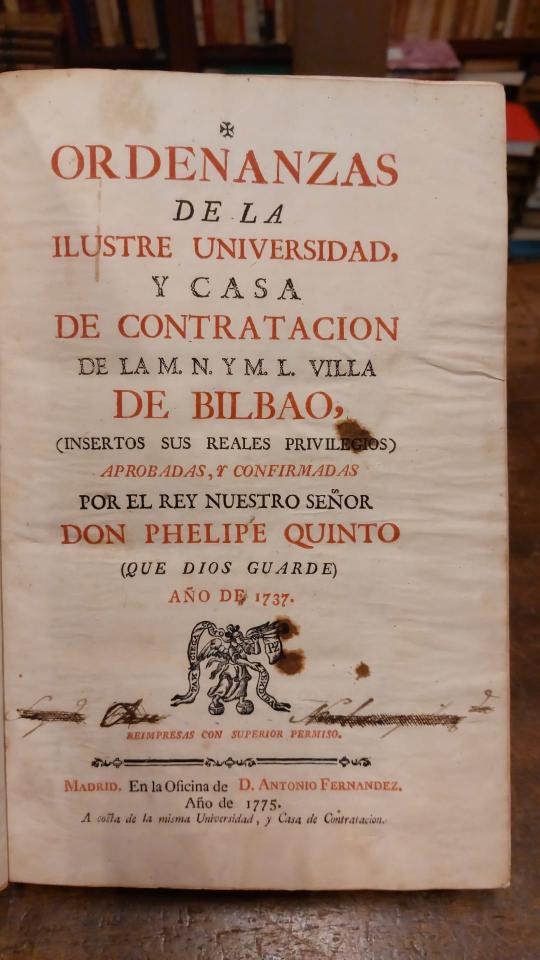 ✠
ORDENANZAS
DE LA
ILUSTRE UNIVERSIDAD,
Y CASA
DE CONTRATACION
DE LA M. N. Y M. L. VILLA
DE BILBAO,
(INSERTOS SUS REALES PRIVILEGIOS)
APROBADAS, Y CONFIRMADAS
POR EL REY NUESTRO SEÑOR
DON PHELIPE QUINTO
(QUE DIOS GUARDE)
AÑO DE 1737.
REIMPRESAS CON SUPERIOR PERMISO.
MADRID. En la Oficina de D. ANTONIO FERNANDEZ.
Año de 1775.
A costa de la misma Universidad, y Casa de Contratacion.